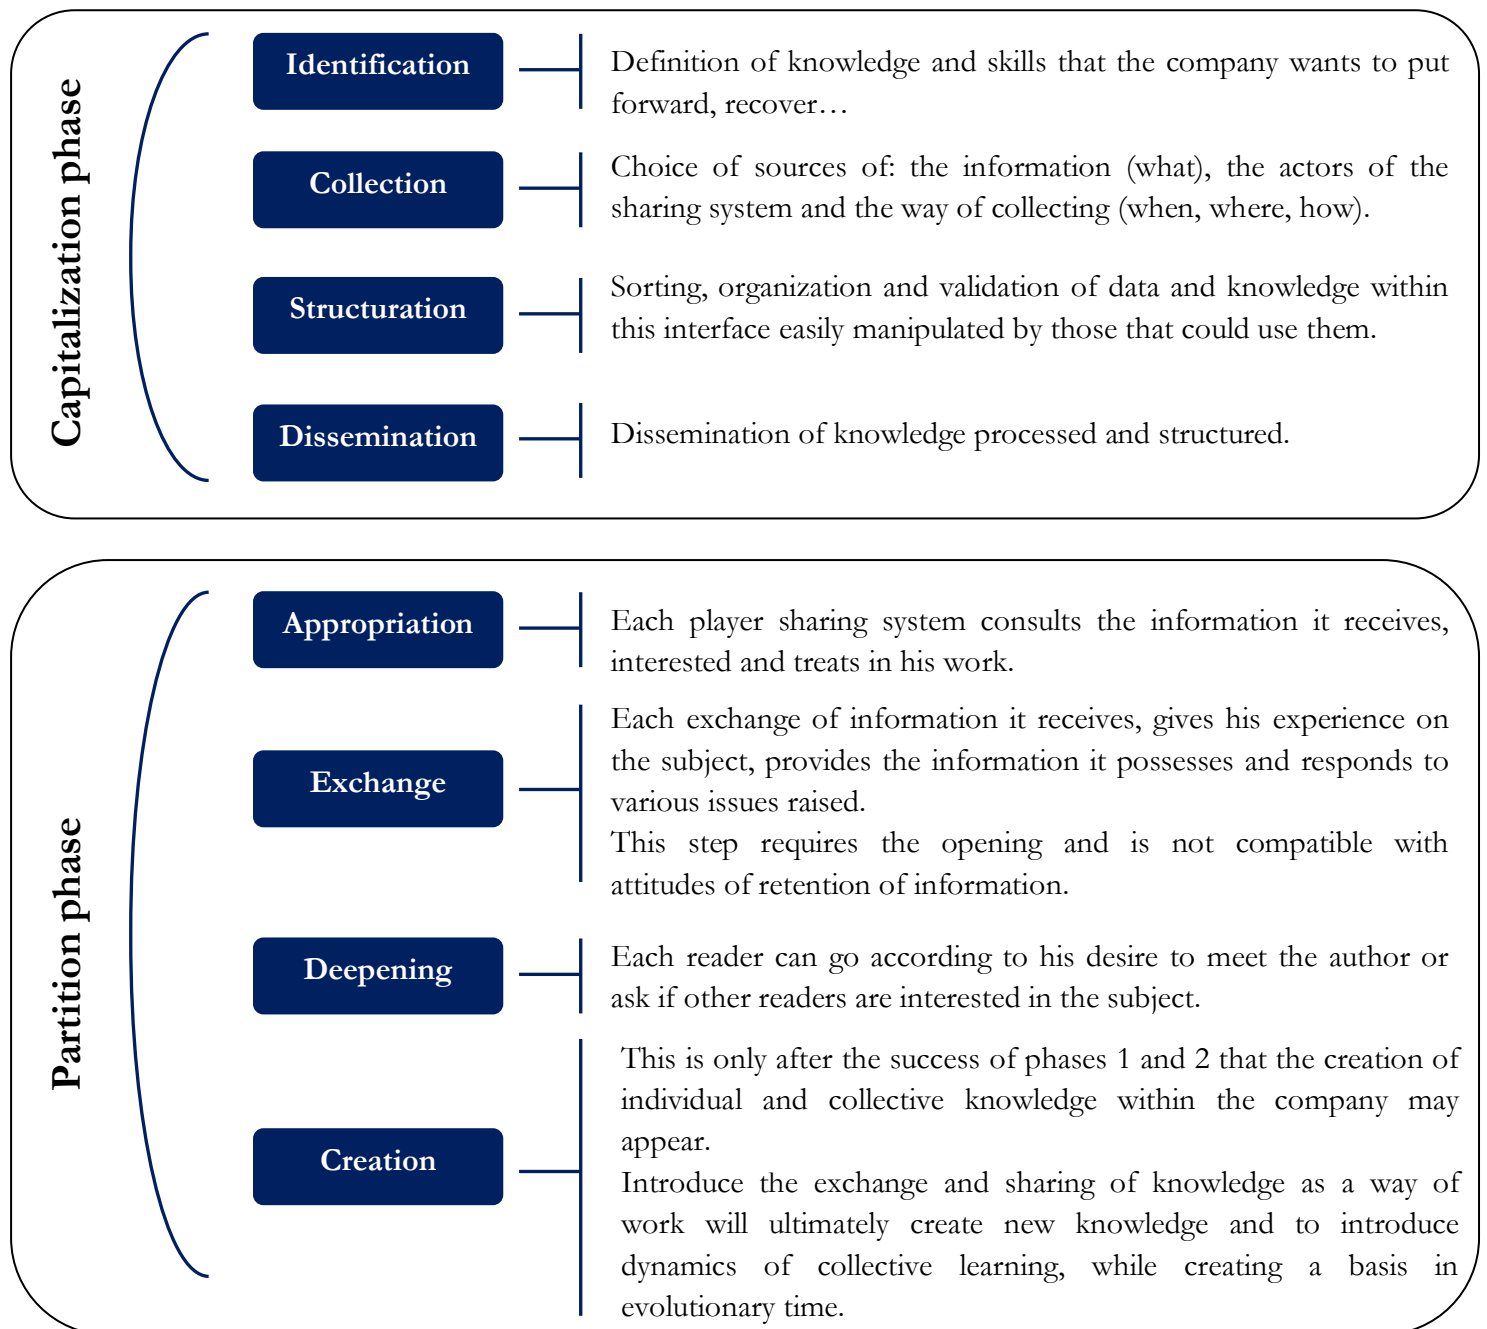 Capitalization phase
Identification
Definition of knowledge and skills that the company wants to put
forward, recover…
Collection
Choice of sources of: the information (what), the actors of the
sharing system and the way of collecting (when, where, how).
Structuration
Sorting, organization and validation of data and knowledge within
this interface easily manipulated by those that could use them.
Dissemination
Dissemination of knowledge processed and structured.
Partition phase
Appropriation
Each player sharing system consults the information it receives,
interested and treats in his work.
Exchange
Each exchange of information it receives, gives his experience on
the subject, provides the information it possesses and responds to
various issues raised.
This step requires the opening and is not compatible with
attitudes of retention of information.
Deepening
Each reader can go according to his desire to meet the author or
ask if other readers are interested in the subject.
Creation
This is only after the success of phases 1 and 2 that the creation of
individual and collective knowledge within the company may
appear.
Introduce the exchange and sharing of knowledge as a way of
work will ultimately create new knowledge and to introduce
dynamics of collective learning, while creating a basis in
evolutionary time.